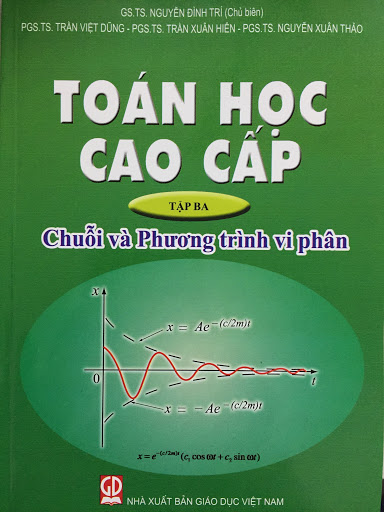 GS.TS. NGUYỄN ĐÌNH TRÍ (Chủ biên)
PGS.TS. TRẦN VIỆT DŨNG - PGS.TS. TRẦN XUÂN HIỂN - PGS.TS. NGUYỄN XUÂN THẢO
TOÁN HỌC
CAO CẤP
TẬP BA
Chuỗi và Phương trình vi phân
x
x = Ae^{-(c/2m)t}
0
t
x = -Ae^{-(c/2m)t}
x = e^{-(c/2m)t} (c₁ cos ωt + c₂ sin ωt)
GD
NHÀ XUẤT BẢN GIÁO DỤC VIỆT NAM